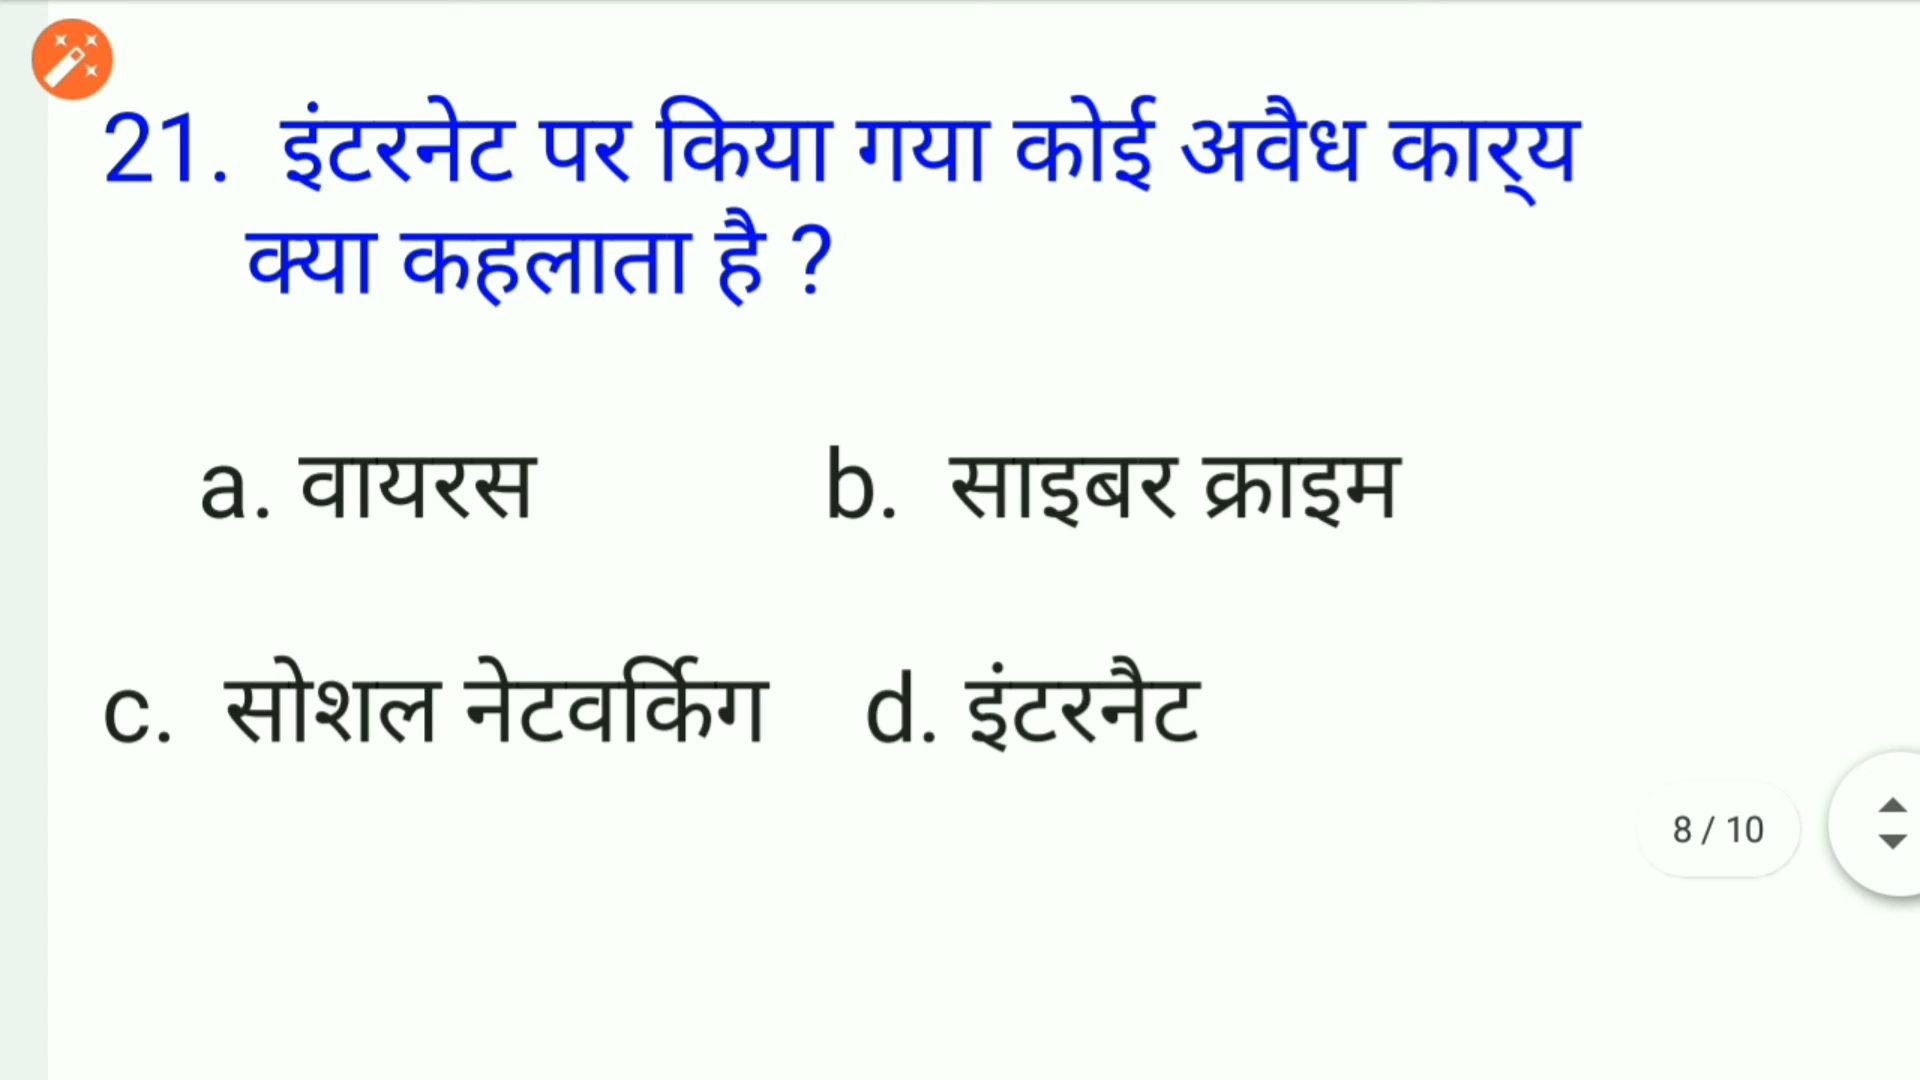 21. इंटरनेट पर किया गया कोई अवैध कार्‌य
क्या कहलाता है ?
a. वायरस b. साइबर क्राइम
c. सोशल नेटवर्किग d. इंटरनैट
8 / 10